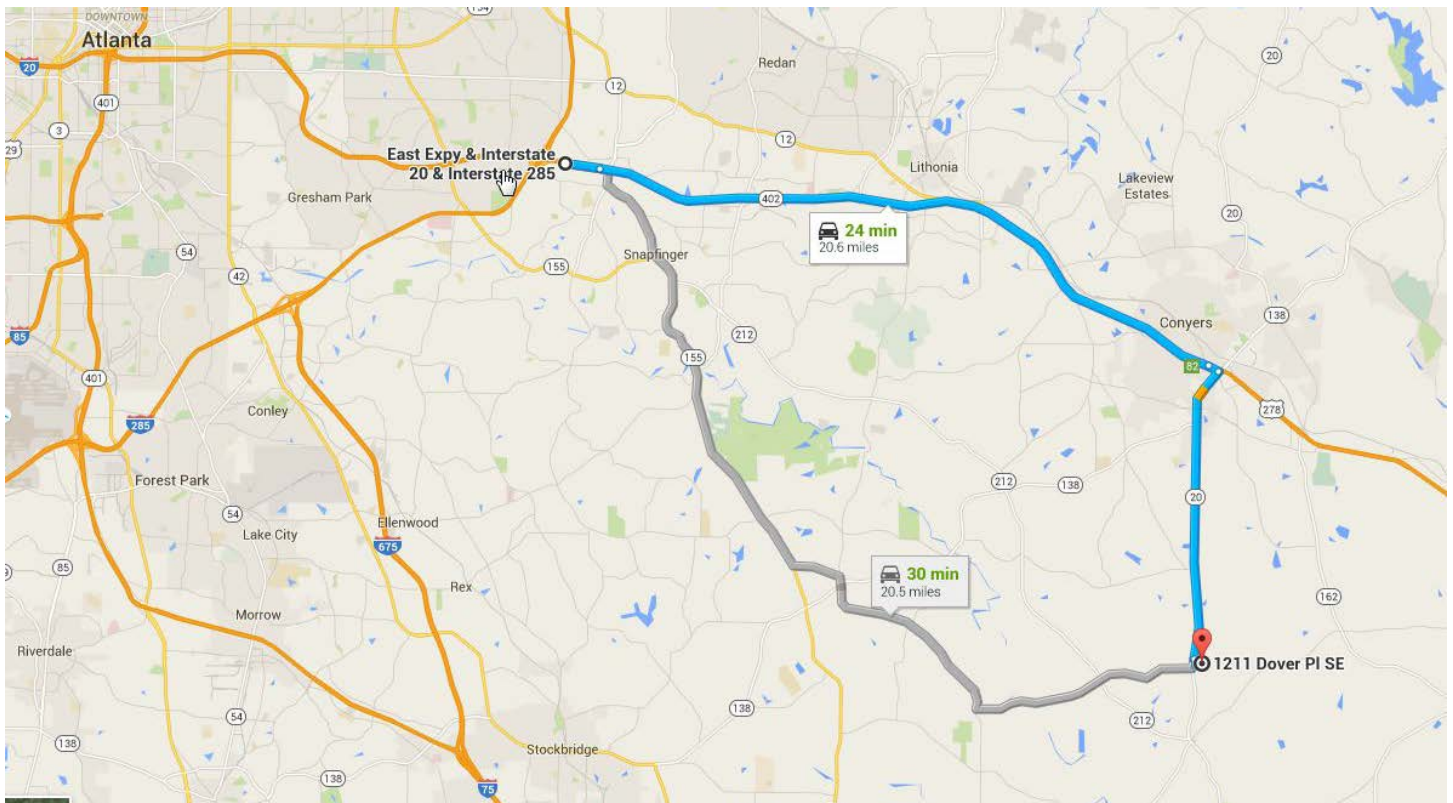 DOWNTOWN
Atlanta
20
401
3
29
12
Redan
20
12
Lithonia
East Expy & Interstate
20 & Interstate 285
Gresham Park
402
Lakeview
Estates
20
24 min
20.6 miles
54
42
155
Snapfinger
85
212
Conyers
138
155
82
401
278
Conley
285
Forest Park
212
138
20
54
Lake City
Ellenwood
675
30 min
20.5 miles
85
Rex
162
Morrow
Riverdale
1211 Dover Pl SE
138
212
54
138
Stockbridge
138
75